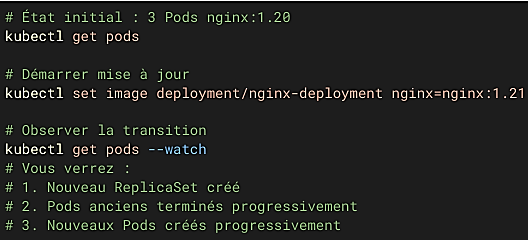 # État initial : 3 Pods nginx:1.20
kubectl get pods
# Démarrer mise à jour
kubectl set image deployment/nginx-deployment nginx=nginx:1.21
# Observer la transition
kubectl get pods --watch
# Vous verrez :
# 1. Nouveau ReplicaSet créé
# 2. Pods anciens terminés progressivement
# 3. Nouveaux Pods créés progressivement